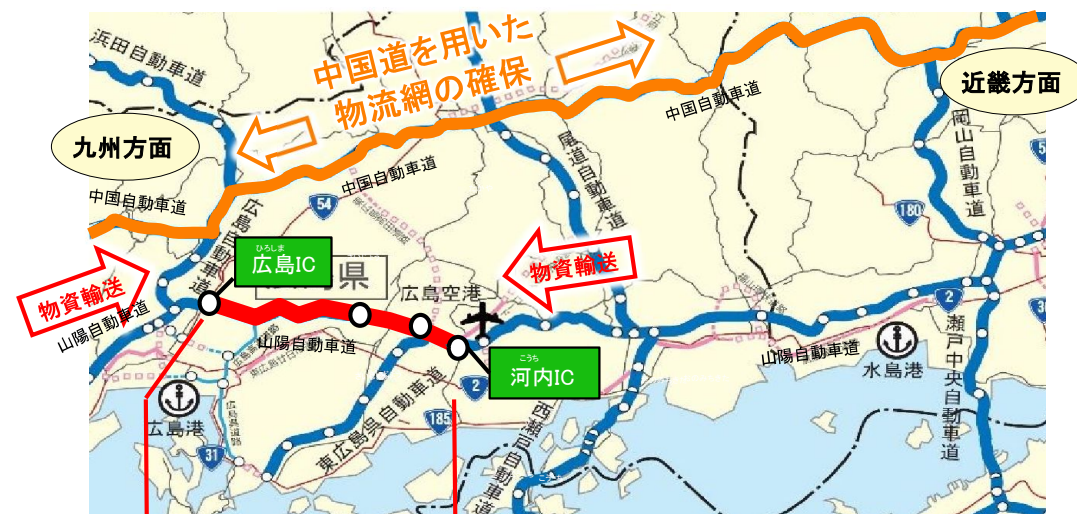 浜田自動車道
中国道を用いた
物流網の確保
近畿方面
九州方面
中国自動車道
岡山自動車道
尾道自動車道
中国自動車道
中国自動車道
54
180
広島自動車道
ひろしま
広島IC
県
物資輸送
物資輸送
広島空港
山陽自動車道
山陽自動車道
山陽自動車道
2
こうち
河内IC
2
水島港
瀬戸中央自動車道
広島港
広島県道路
東広島呉自動車道
185
西瀬戸自動車道
31